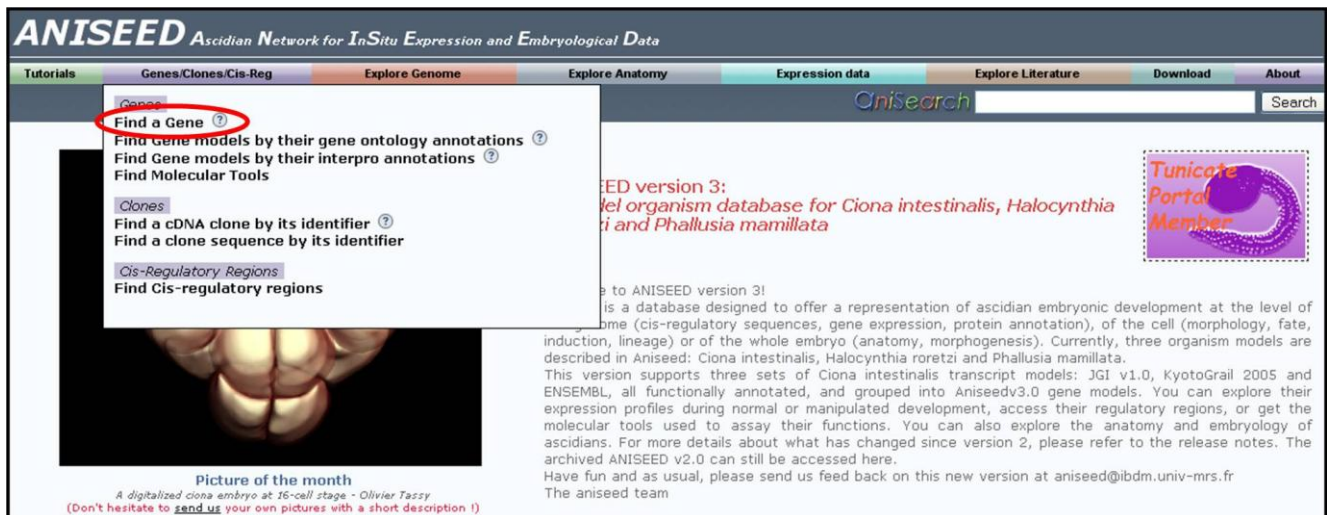 ANISEED Ascidian Network for InSitu Expression and Embryological Data
Tutorials Genes/Clones/Cis-Reg Explore Genome Explore Anatomy Expression data Explore Literature Download About
AniSearch Search
Genes
Find a Gene ?
Find Gene models by their gene ontology annotations ?
Find Gene models by their interpro annotations ?
Find Molecular Tools
Clones
Find a cDNA clone by its identifier ?
Find a clone sequence by its identifier
Cis-Regulatory Regions
Find Cis-regulatory regions
Picture of the month
A digitalized ciona embryo at 16-cell stage - Olivier Tassy
(Don't hesitate to send us your own pictures with a short description !)
EED version 3:
del organism database for Ciona intestinalis, Halocynthia
zi and Phallusia mamillata
Tunicate
Portal
Member
e to ANISEED version 3!
is a database designed to offer a representation of ascidian embryonic development at the level of
ome (cis-regulatory sequences, gene expression, protein annotation), of the cell (morphology, fate,
induction, lineage) or of the whole embryo (anatomy, morphogenesis). Currently, three organism models are
described in Aniseed: Ciona intestinalis, Halocynthia roretzi and Phallusia mamillata.
This version supports three sets of Ciona intestinalis transcript models: JGI v1.0, KyotoGrail 2005 and
ENSEMBL, all functionally annotated, and grouped into Aniseedv3.0 gene models. You can explore their
expression profiles during normal or manipulated development, access their regulatory regions, or get the
molecular tools used to assay their functions. You can also explore the anatomy and embryology of
ascidians. For more details about what has changed since version 2, please refer to the release notes. The
archived ANISEED v2.0 can still be accessed here.
Have fun and as usual, please send us feed back on this new version at aniseed@ibdm.univ-mrs.fr
The aniseed team